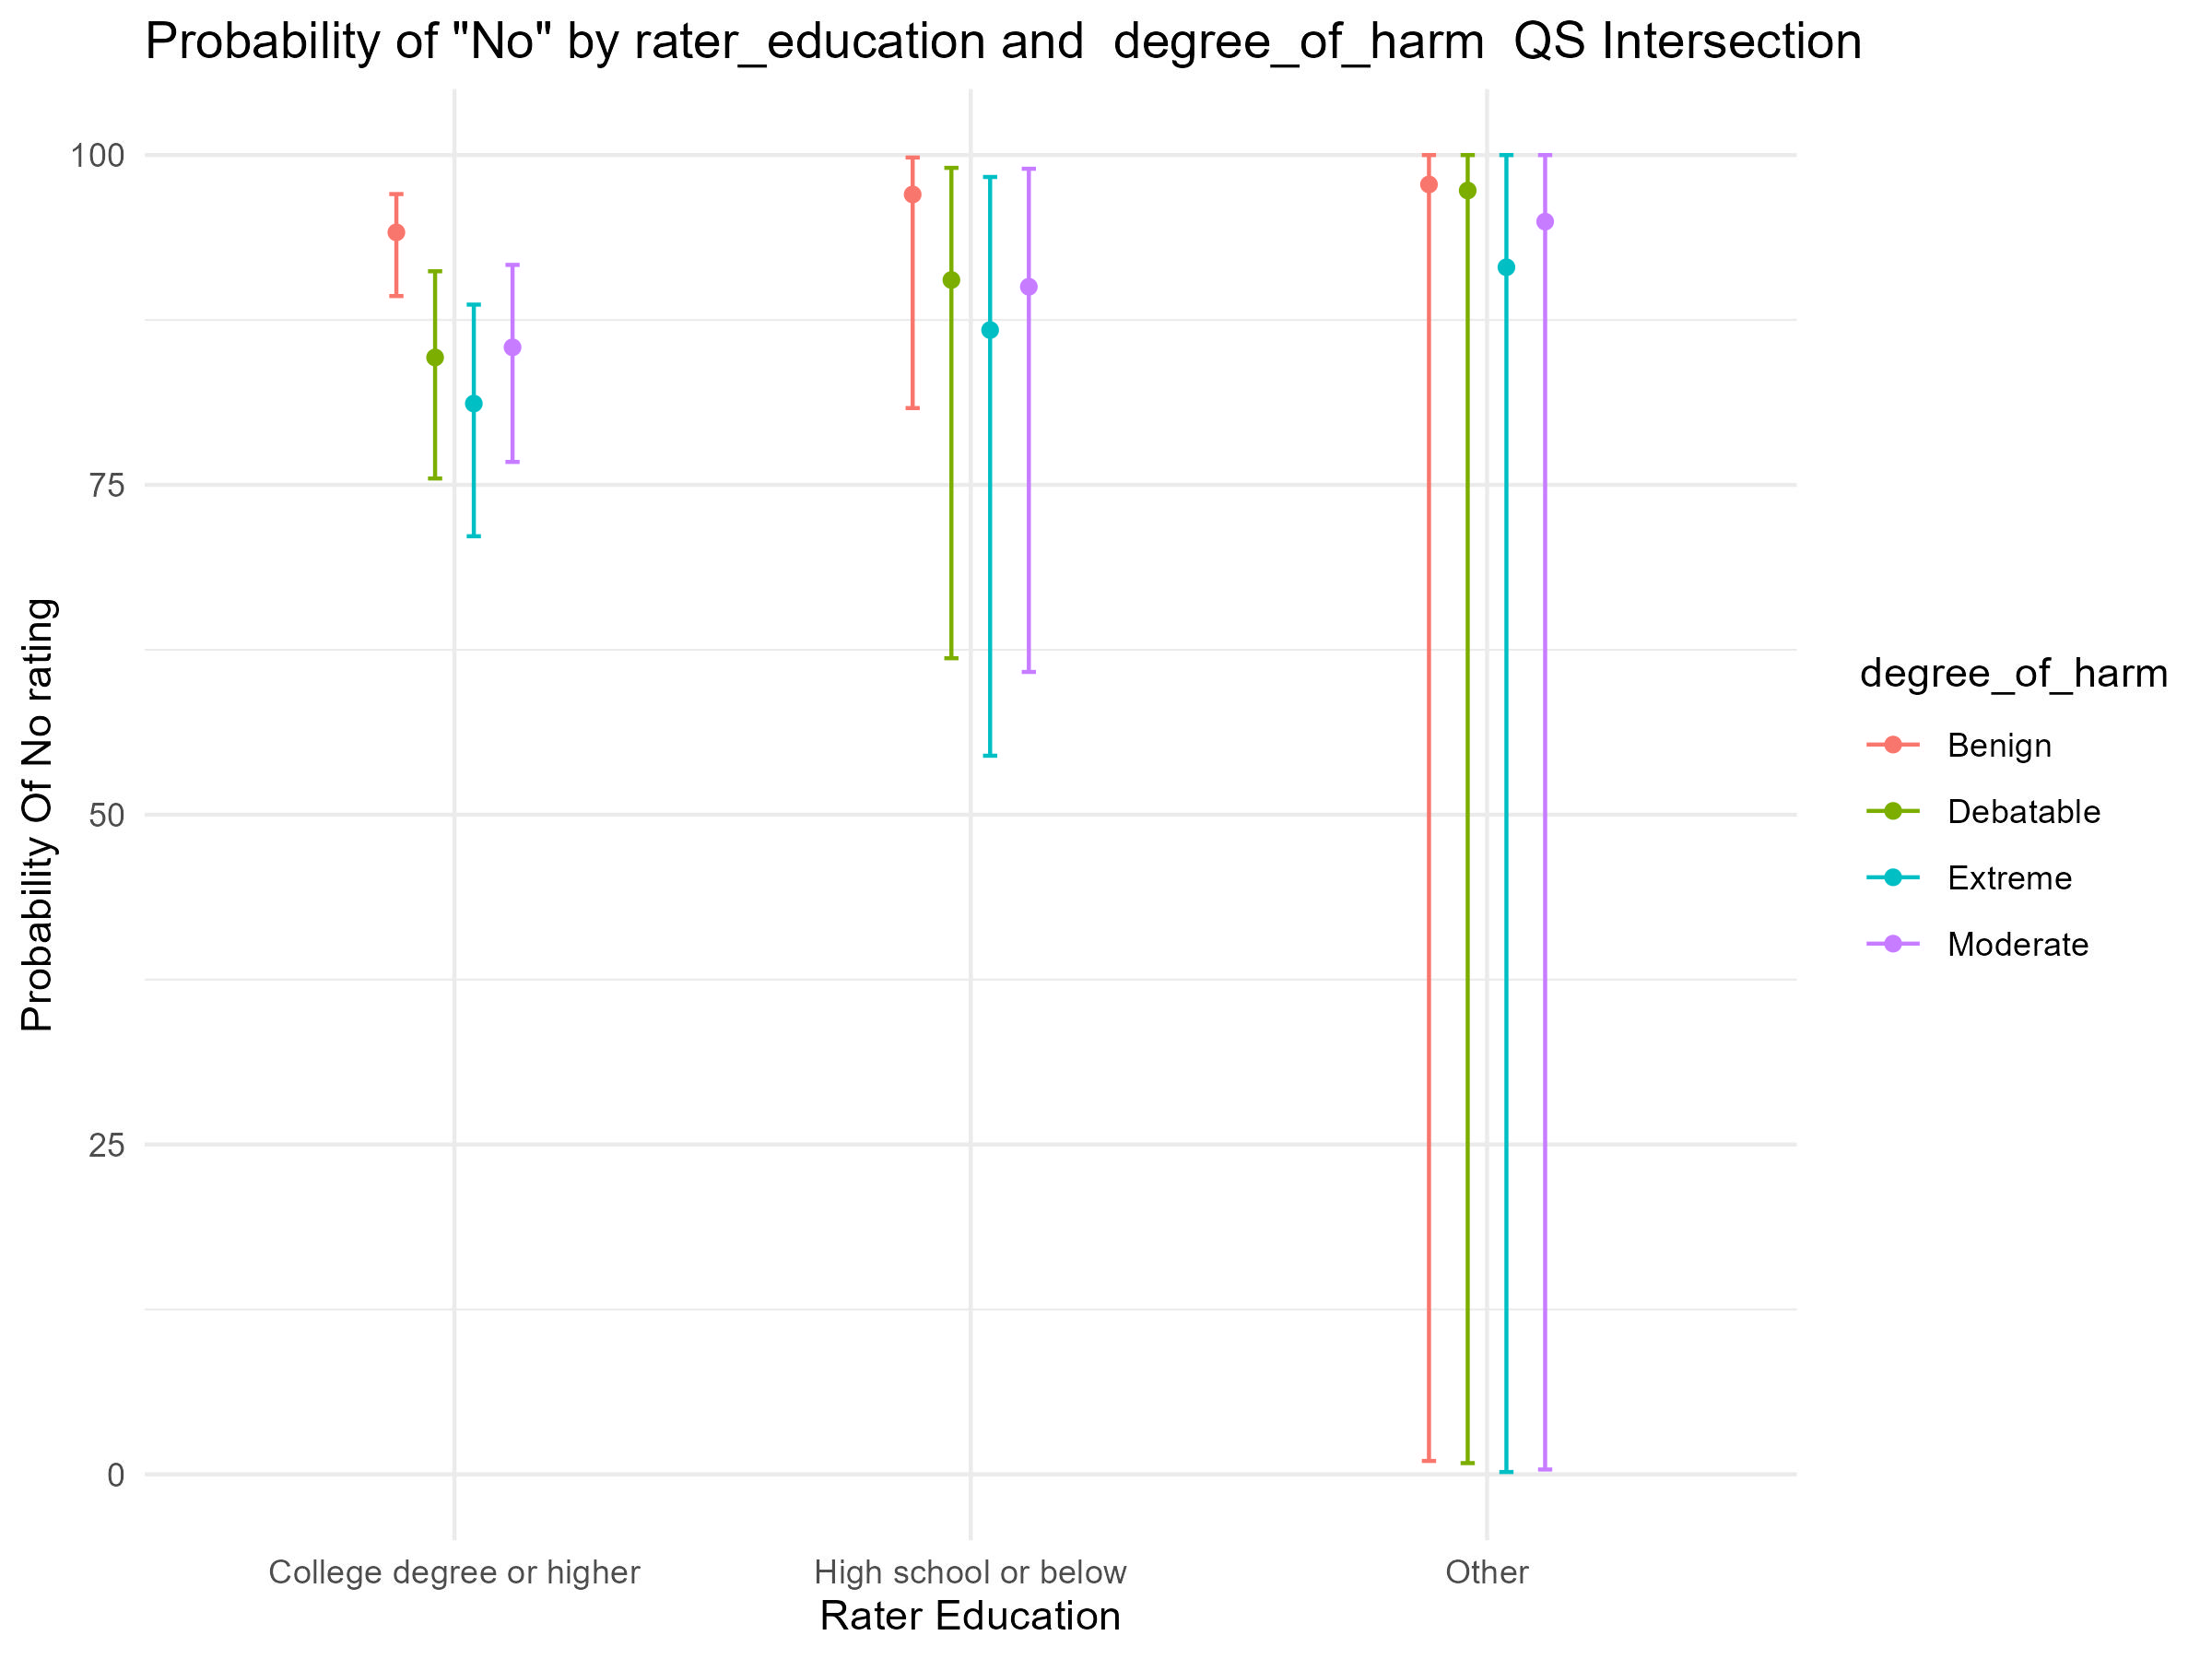 Probability of "No" by rater_education and  degree_of_harm  QS Intersection
Probability Of No rating
100
75
50
25
0
College degree or higher
High school or below
Other
Rater Education
degree_of_harm
Benign
Debatable
Extreme
Moderate